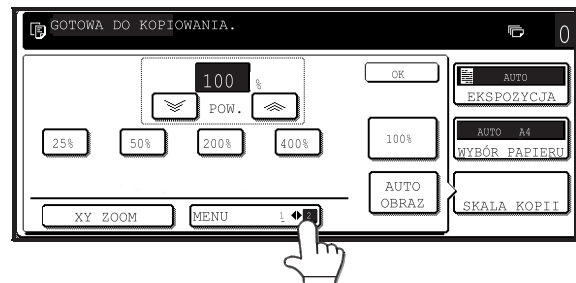 GOTOWA DO KOPIOWANIA.
0
100 %
POW.
25%
50%
200%
400%
XY ZOOM
MENU 1 2
OK
100%
AUTO
OBRAZ
AUTO
EKSPOZYCJA
AUTO A4
WYBÓR PAPIERU
SKALA KOPII